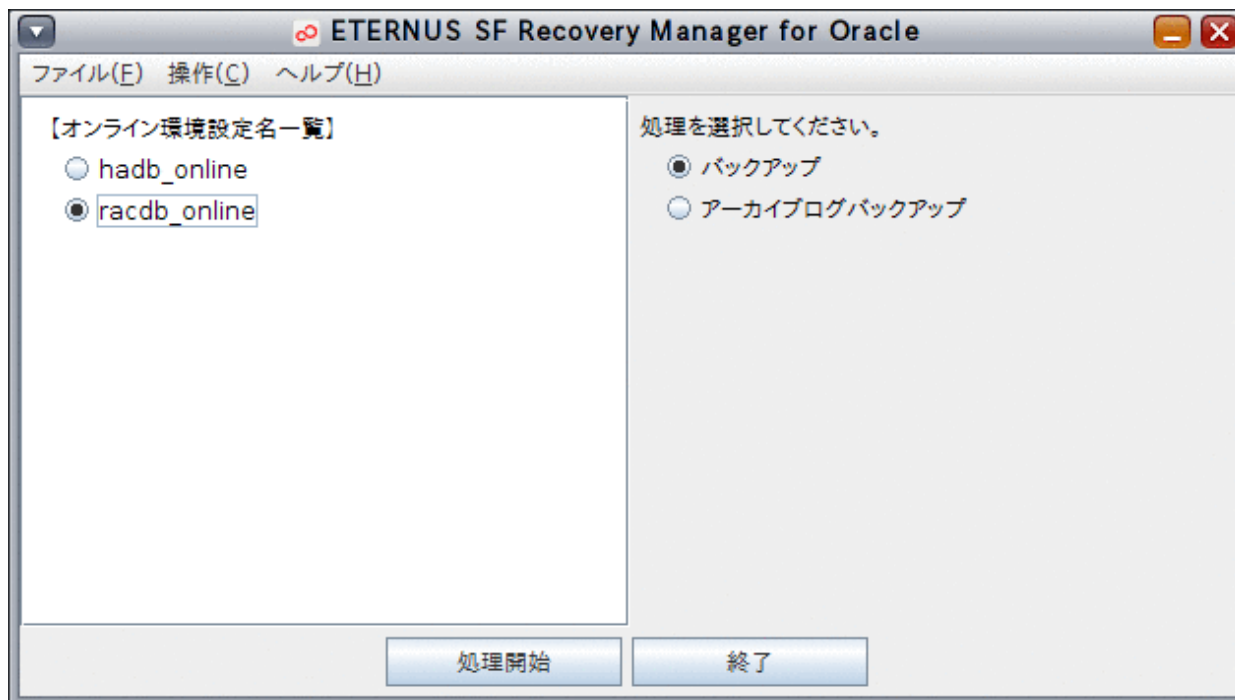 ETERNUS SF Recovery Manager for Oracle
ファイル(F) 操作(C) ヘルプ(H)
【オンライン環境設定名一覧】
hadb_online
racdb_online
処理を選択してください。
バックアップ
アーカイブログバックアップ
処理開始
終了